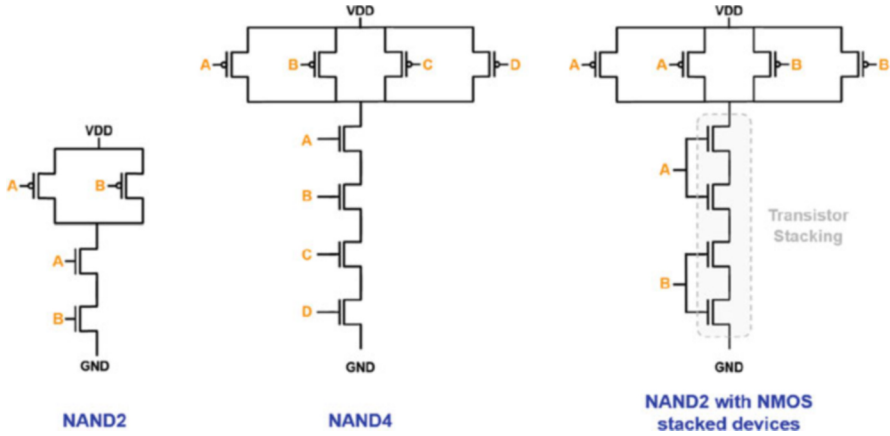 VDD
A
B
A
B
GND
NAND2
VDD
A
B
C
D
A
B
C
D
GND
NAND4
VDD
A
A
B
B
A
B
Transistor
Stacking
GND
NAND2 with NMOS
stacked devices